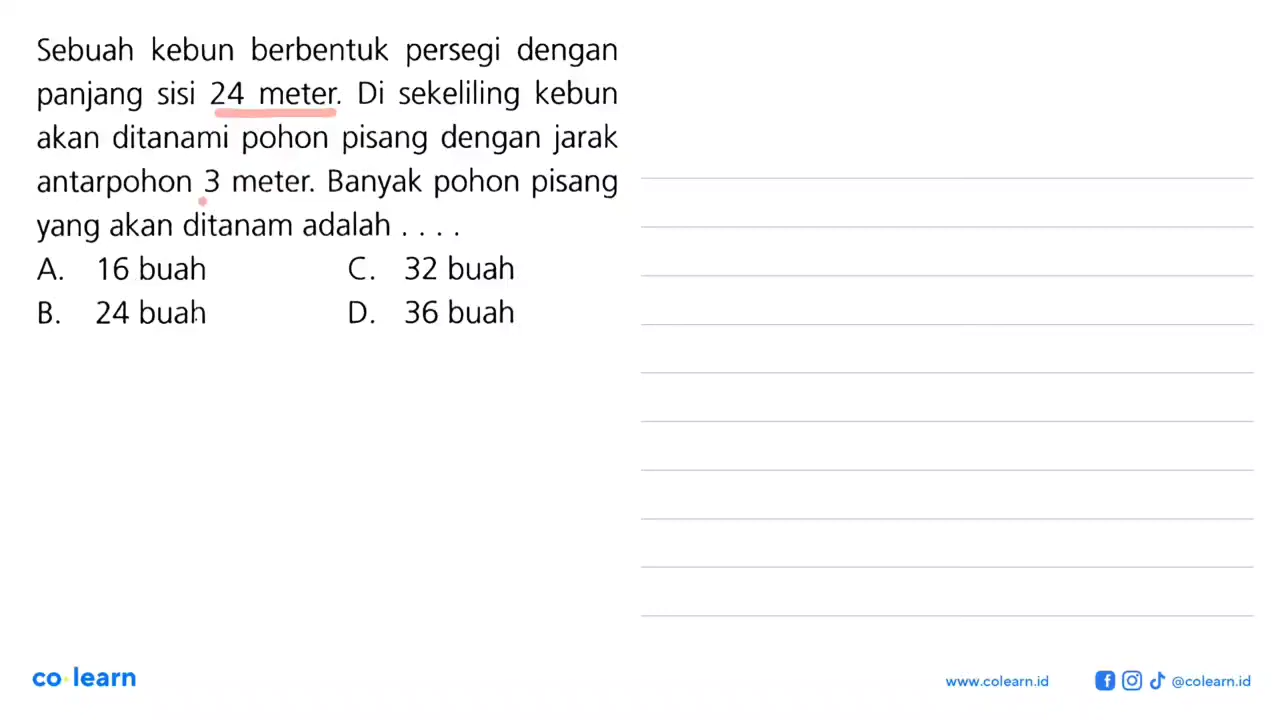 Sebuah kebun berbentuk persegi dengan
panjang sisi 24 meter. Di sekeliling kebun
akan ditanami pohon pisang dengan jarak
antarpohon 3 meter. Banyak pohon pisang
yang akan ditanam adalah . . . .
A. 16 buah C. 32 buah
B. 24 buah D. 36 buah
co learn www.colearn.id @colearn.id